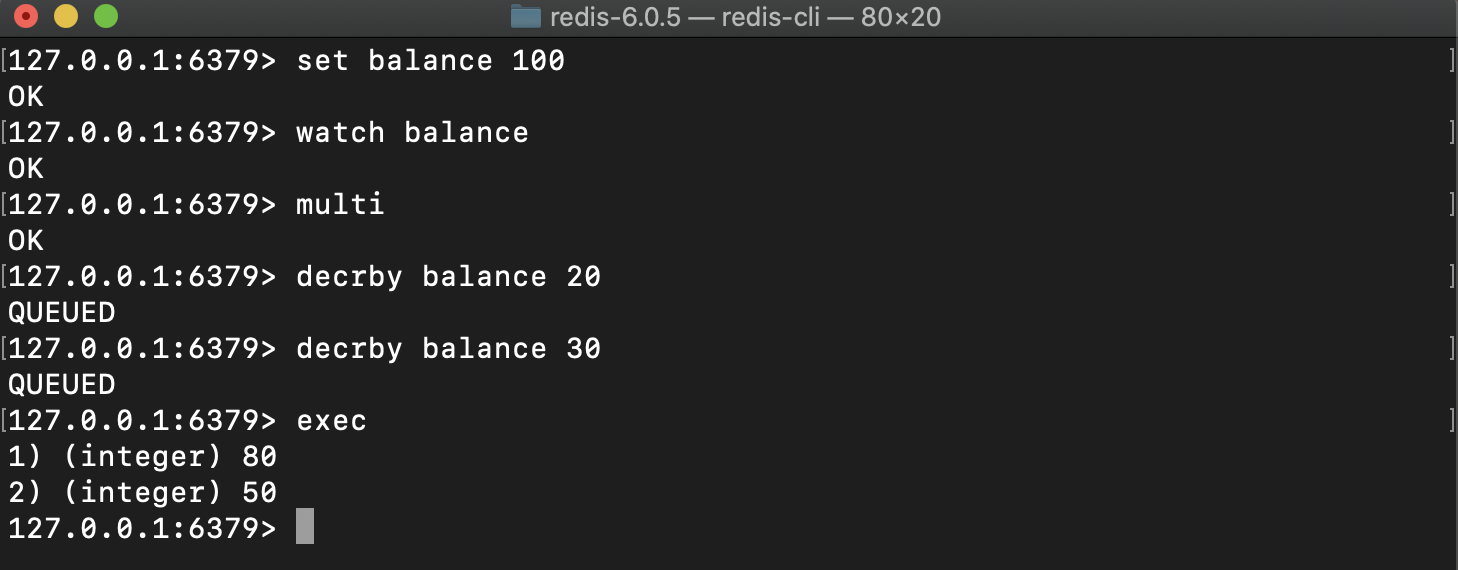 redis-6.0.5 — redis-cli — 80×20
[127.0.0.1:6379> set balance 100 ]
OK
[127.0.0.1:6379> watch balance ]
OK
[127.0.0.1:6379> multi ]
OK
[127.0.0.1:6379> decrby balance 20 ]
QUEUED
[127.0.0.1:6379> decrby balance 30 ]
QUEUED
[127.0.0.1:6379> exec ]
1) (integer) 80
2) (integer) 50
127.0.0.1:6379>